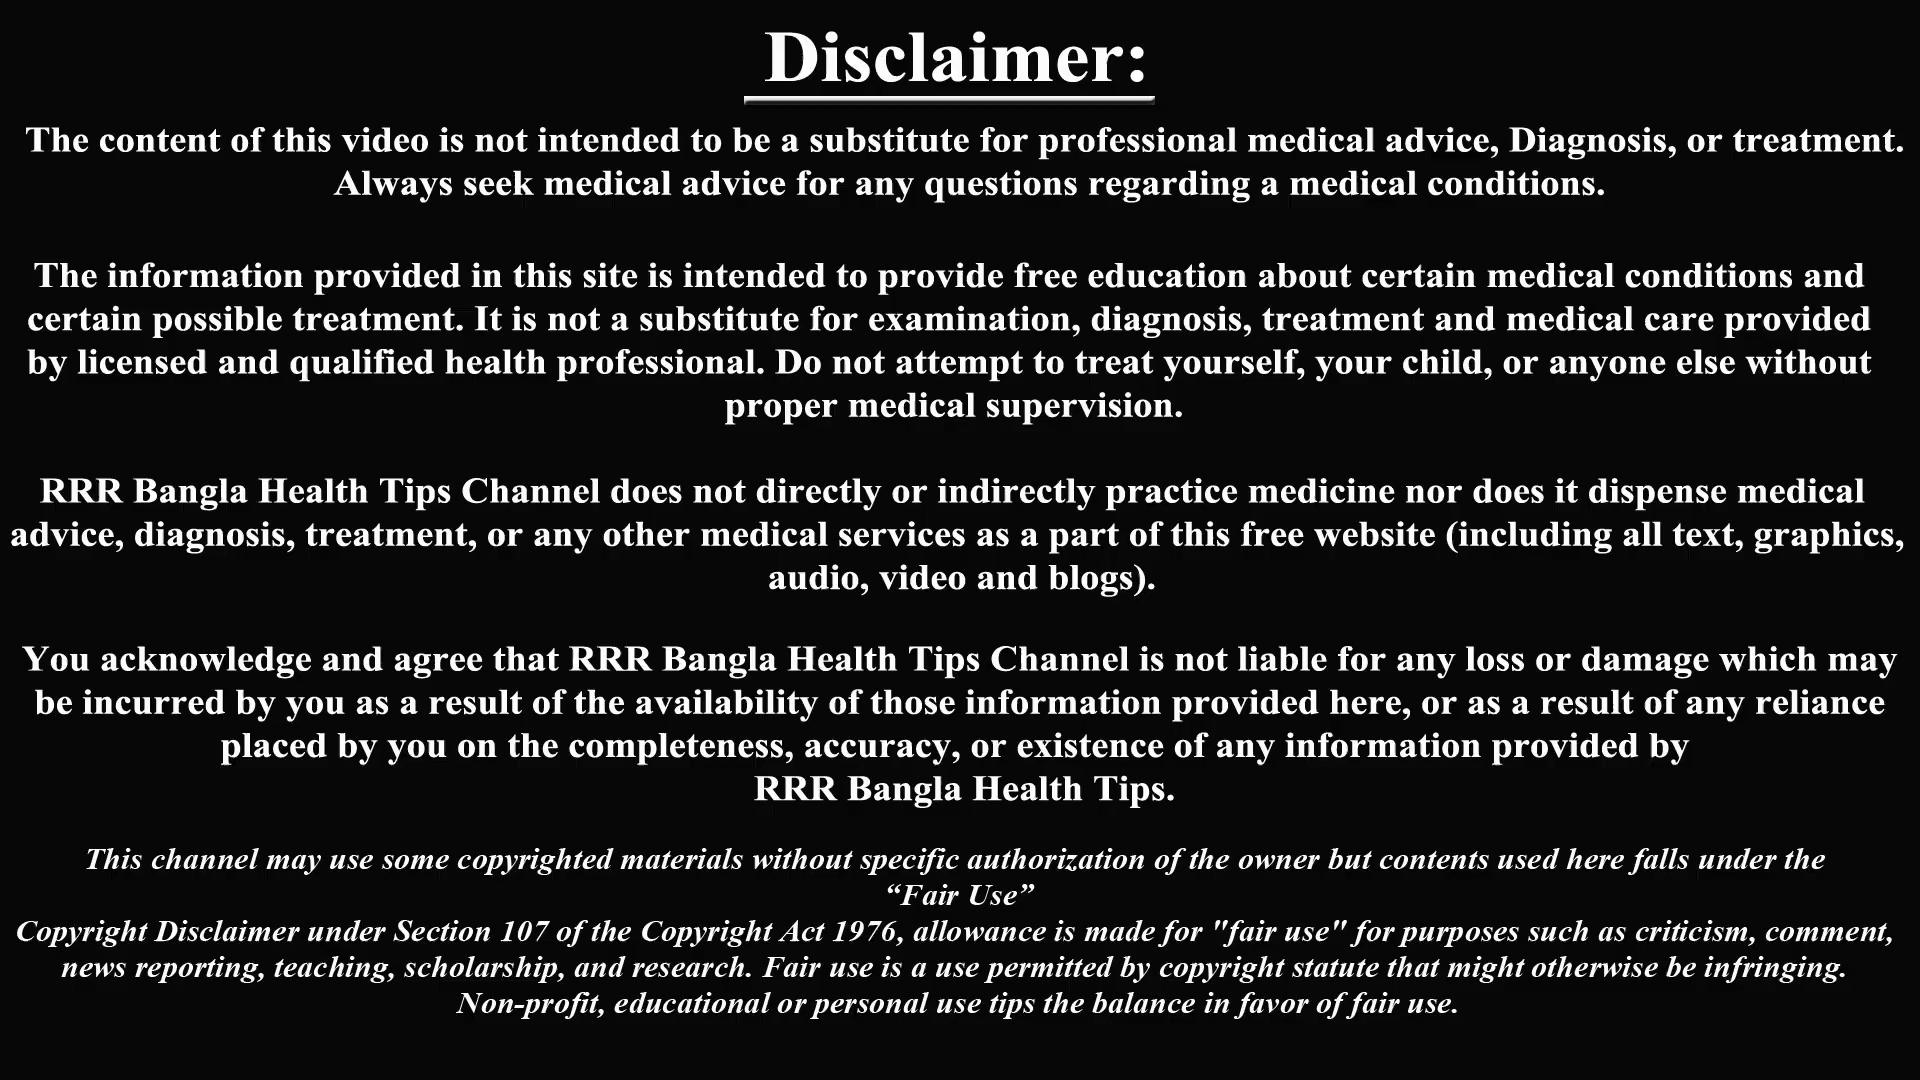 Disclaimer:
The content of this video is not intended to be a substitute for professional medical advice, Diagnosis, or treatment.
Always seek medical advice for any questions regarding a medical conditions.
The information provided in this site is intended to provide free education about certain medical conditions and
certain possible treatment. It is not a substitute for examination, diagnosis, treatment and medical care provided
by licensed and qualified health professional. Do not attempt to treat yourself, your child, or anyone else without
proper medical supervision.
RRR Bangla Health Tips Channel does not directly or indirectly practice medicine nor does it dispense medical
advice, diagnosis, treatment, or any other medical services as a part of this free website (including all text, graphics,
audio, video and blogs).
You acknowledge and agree that RRR Bangla Health Tips Channel is not liable for any loss or damage which may
be incurred by you as a result of the availability of those information provided here, or as a result of any reliance
placed by you on the completeness, accuracy, or existence of any information provided by
RRR Bangla Health Tips.
This channel may use some copyrighted materials without specific authorization of the owner but contents used here falls under the
“Fair Use”
Copyright Disclaimer under Section 107 of the Copyright Act 1976, allowance is made for "fair use" for purposes such as criticism, comment,
news reporting, teaching, scholarship, and research. Fair use is a use permitted by copyright statute that might otherwise be infringing.
Non-profit, educational or personal use tips the balance in favor of fair use.